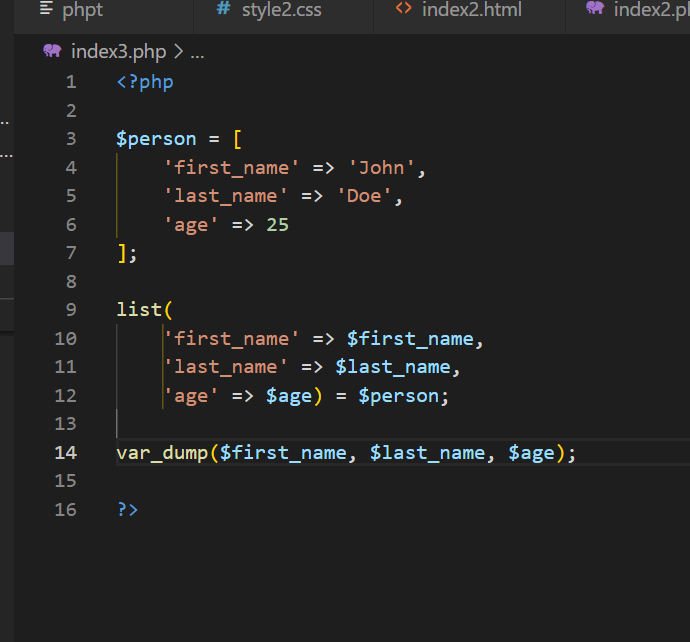 phpt # style2.css <> index2.html index2.p
index3.php > ...
1 <?php
2
3 $person = [
4     'first_name' => 'John',
5     'last_name' => 'Doe',
6     'age' => 25
7 ];
8
9 list(
10     'first_name' => $first_name,
11     'last_name' => $last_name,
12     'age' => $age) = $person;
13
14 var_dump($first_name, $last_name, $age);
15
16 ?>